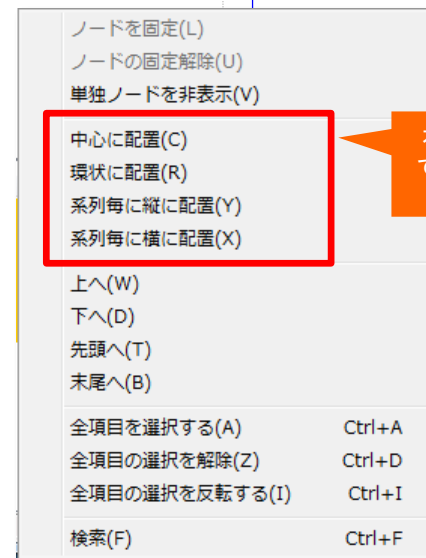 ノードを固定(L)
ノードの固定解除(U)
単独ノードを非表示(V)
中心に配置(C)
環状に配置(R)
系列毎に縦に配置(Y)
系列毎に横に配置(X)
上へ(W)
下へ(D)
先頭へ(T)
末尾へ(B)
全項目を選択する(A) Ctrl+A
全項目の選択を解除(Z) Ctrl+D
全項目の選択を反転する(I) Ctrl+I
検索(F) Ctrl+F